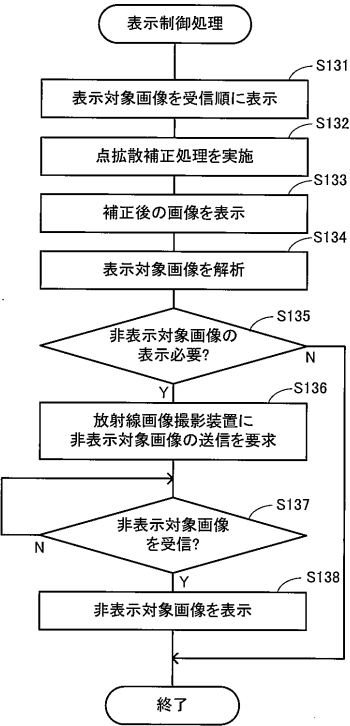 表示制御処理
S131
表示対象画像を受信順に表示
S132
点拡散補正処理を実施
S133
補正後の画像を表示
S134
表示対象画像を解析
S135
非表示対象画像の
表示必要?
N
Y
S136
放射線画像撮影装置に
非表示対象画像の送信を要求
S137
非表示対象画像
を受信?
N
Y
S138
非表示対象画像を表示
終了